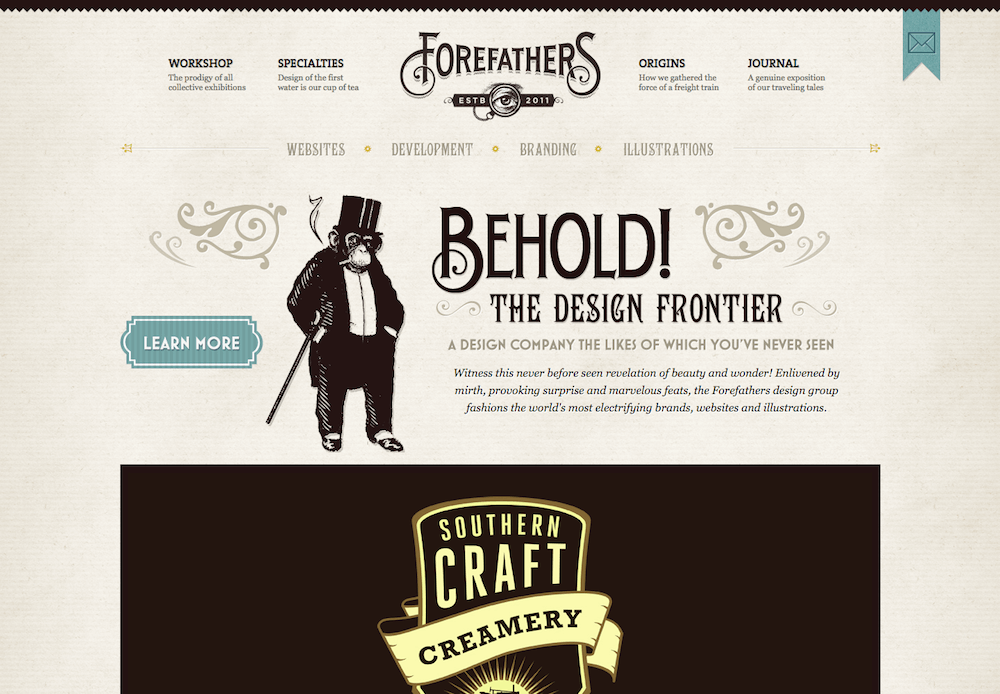 WORKSHOP
The prodigy of all
collective exhibitions
SPECIALTIES
Design of the first
water is our cup of tea
FOREFATHERS
ESTB 2011
ORIGINS
How we gathered the
force of a freight train
JOURNAL
A genuine exposition
of our traveling tales
WEBSITES DEVELOPMENT BRANDING ILLUSTRATIONS
BEHOLD!
THE DESIGN FRONTIER
LEARN MORE
A DESIGN COMPANY THE LIKES OF WHICH YOU'VE NEVER SEEN
Witness this never before seen revelation of beauty and wonder! Enlivened by
mirth, provoking surprise and marvelous feats, the Forefathers design group
fashions the world's most electrifying brands, websites and illustrations.
SOUTHERN
CRAFT
CREAMERY